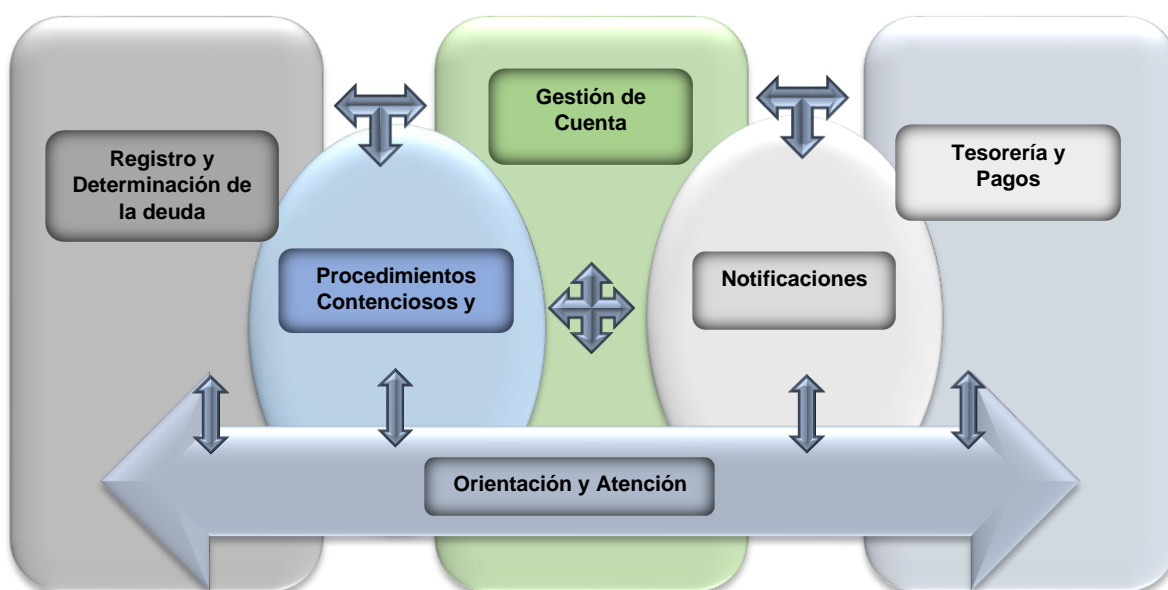 Registro y
Determinación de
la deuda
Procedimientos
Contenciosos y
Gestión de
Cuenta
Notificaciones
Tesorería y
Pagos
Orientación y Atención